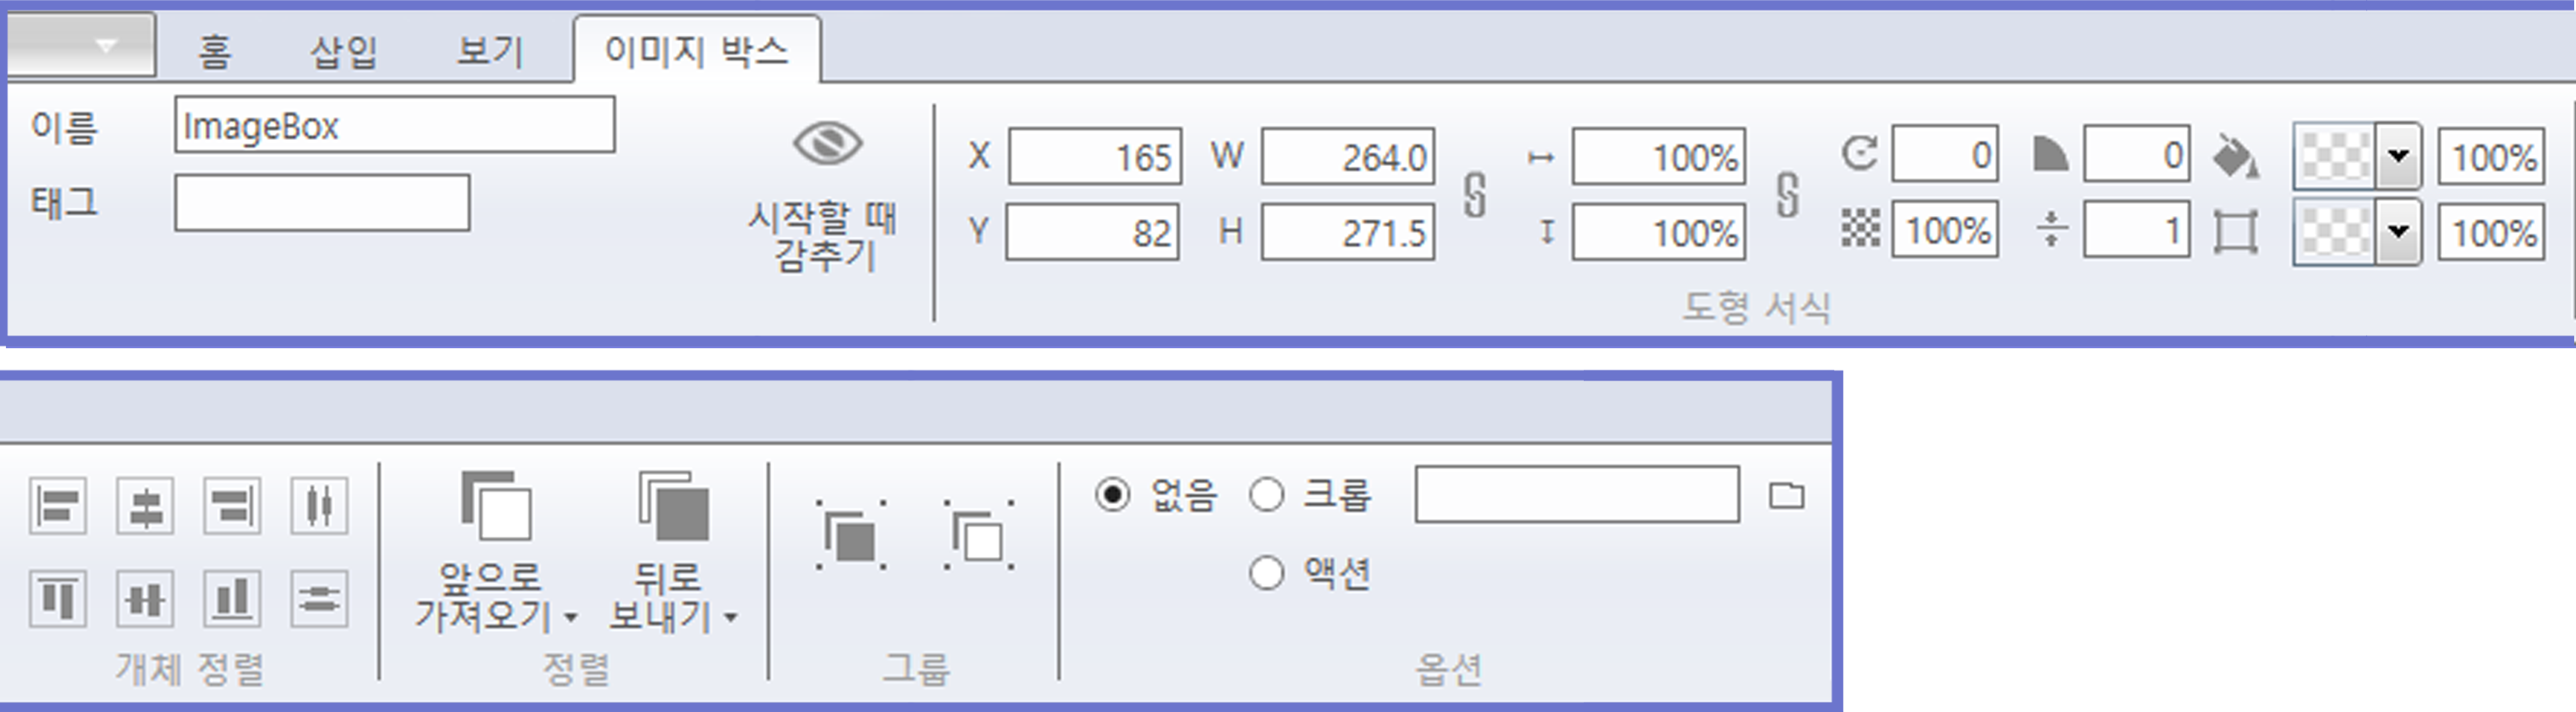 홈 삽입 보기 이미지 박스
이름 ImageBox
태그
시작할 때
감추기
X 165 W 264.0 100% 0 0 100%
Y 82 H 271.5 100% 100% 1 100%
도형 서식
앞으로
가져오기
뒤로
보내기
없음 크롭
액션
개체 정렬 정렬 그룹 옵션